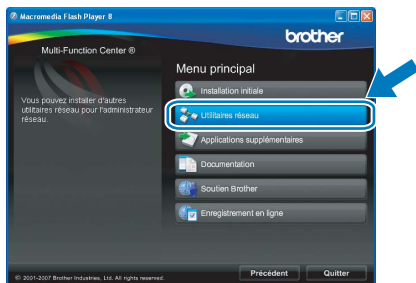 Macromedia Flash Player 8
brother
Multi-Function Center ®
Menu principal
Vous pouvez installer d'autres
utilitaires réseau pour l'administrateur
réseau.
Installation initiale
Utilitaires réseau
Applications supplémentaires
Documentation
Soutien Brother
Enregistrement en ligne
© 2001-2007 Brother Industries, Ltd. All rights reserved.
Précédent
Quitter